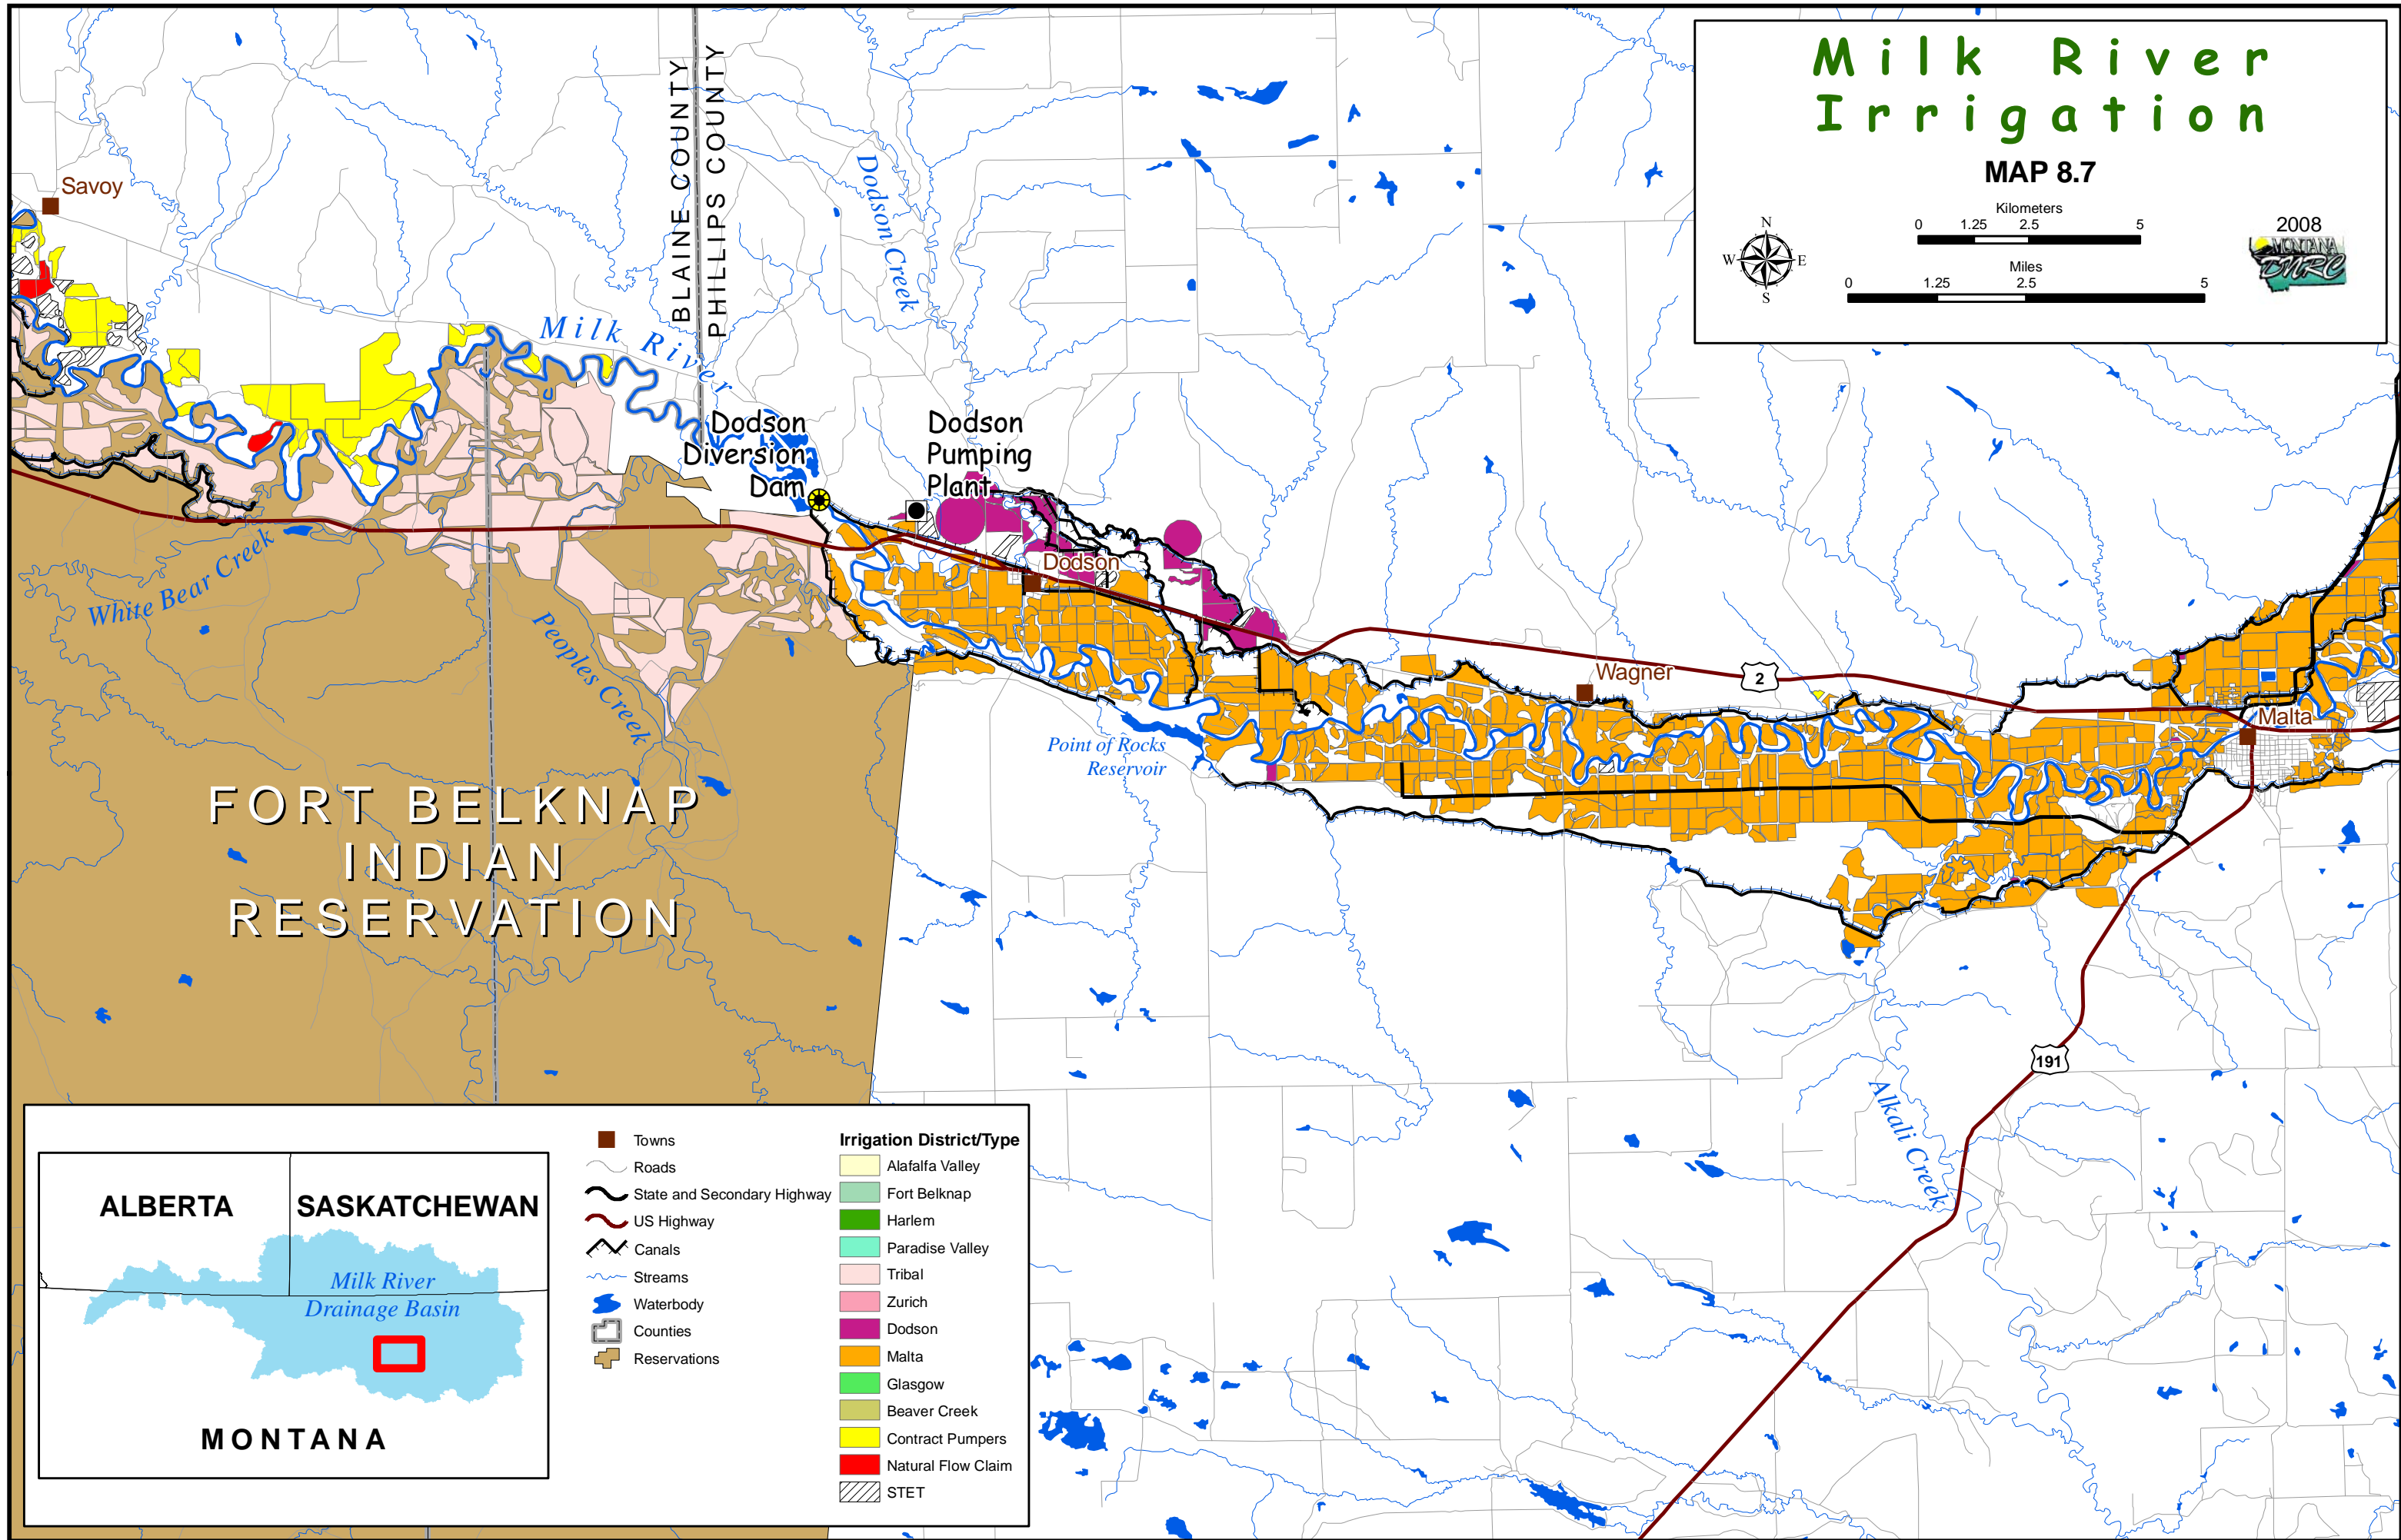 Milk River
Irrigation
MAP 8.7
Kilometers
0 1.25 2.5 5
Miles
0 1.25 2.5 5
N
W E
S
2008
MONTANA
DNRC
Savoy
BLAINE COUNTY
PHILLIPS COUNTY
Dodson Creek
Milk River
Dodson
Diversion
Dam
Dodson
Pumping
Plant
Dodson
White Bear Creek
Peoples Creek
Wagner
2
Malta
Point of Rocks
Reservoir
FORT BELKNAP
INDIAN
RESERVATION
191
Alkali Creek
ALBERTA
SASKATCHEWAN
Milk River
Drainage Basin
MONTANA
Towns
Roads
State and Secondary Highway
US Highway
Canals
Streams
Waterbody
Counties
Reservations
Irrigation District/Type
Alafalfa Valley
Fort Belknap
Harlem
Paradise Valley
Tribal
Zurich
Dodson
Malta
Glasgow
Beaver Creek
Contract Pumpers
Natural Flow Claim
STET